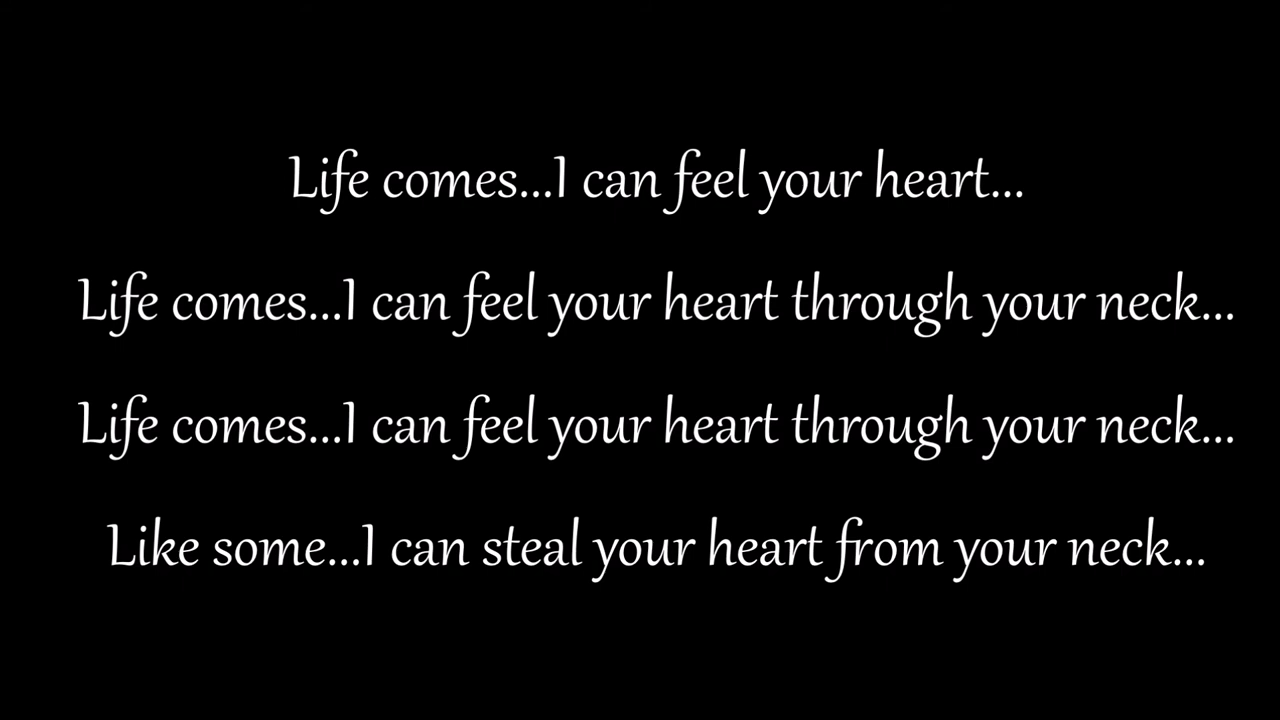 Life comes...I can feel your heart...
Life comes...I can feel your heart through your neck...
Life comes...I can feel your heart through your neck...
Like some...I can steal your heart from your neck...